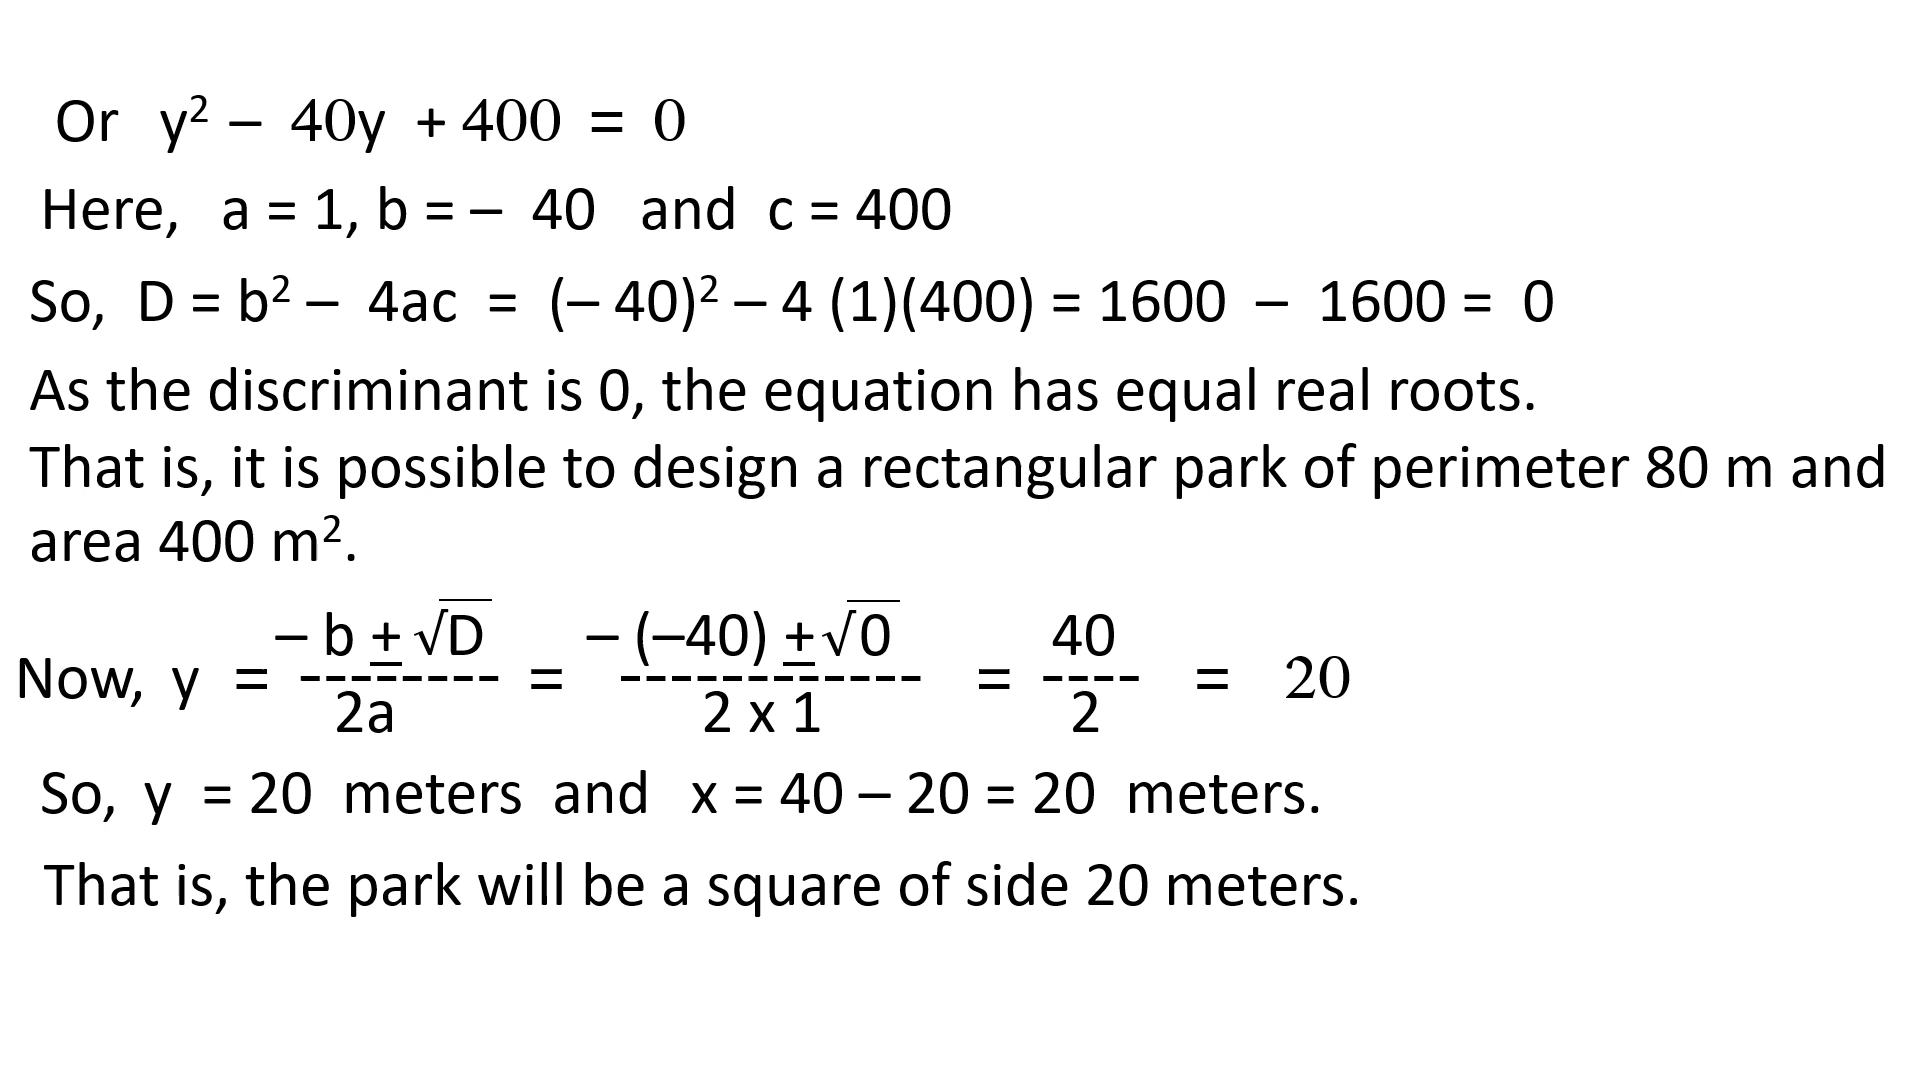 Or y² – 40y + 400 = 0
Here, a = 1, b = – 40 and c = 400
So, D = b² – 4ac = (– 40)² – 4 (1)(400) = 1600 – 1600 = 0
As the discriminant is 0, the equation has equal real roots.
That is, it is possible to design a rectangular park of perimeter 80 m and
area 400 m².
– b ± √D – (–40) ± √0 40
Now, y = -------- = ------------ = ---- = 20
2a 2 x 1 2
So, y = 20 meters and x = 40 – 20 = 20 meters.
That is, the park will be a square of side 20 meters.